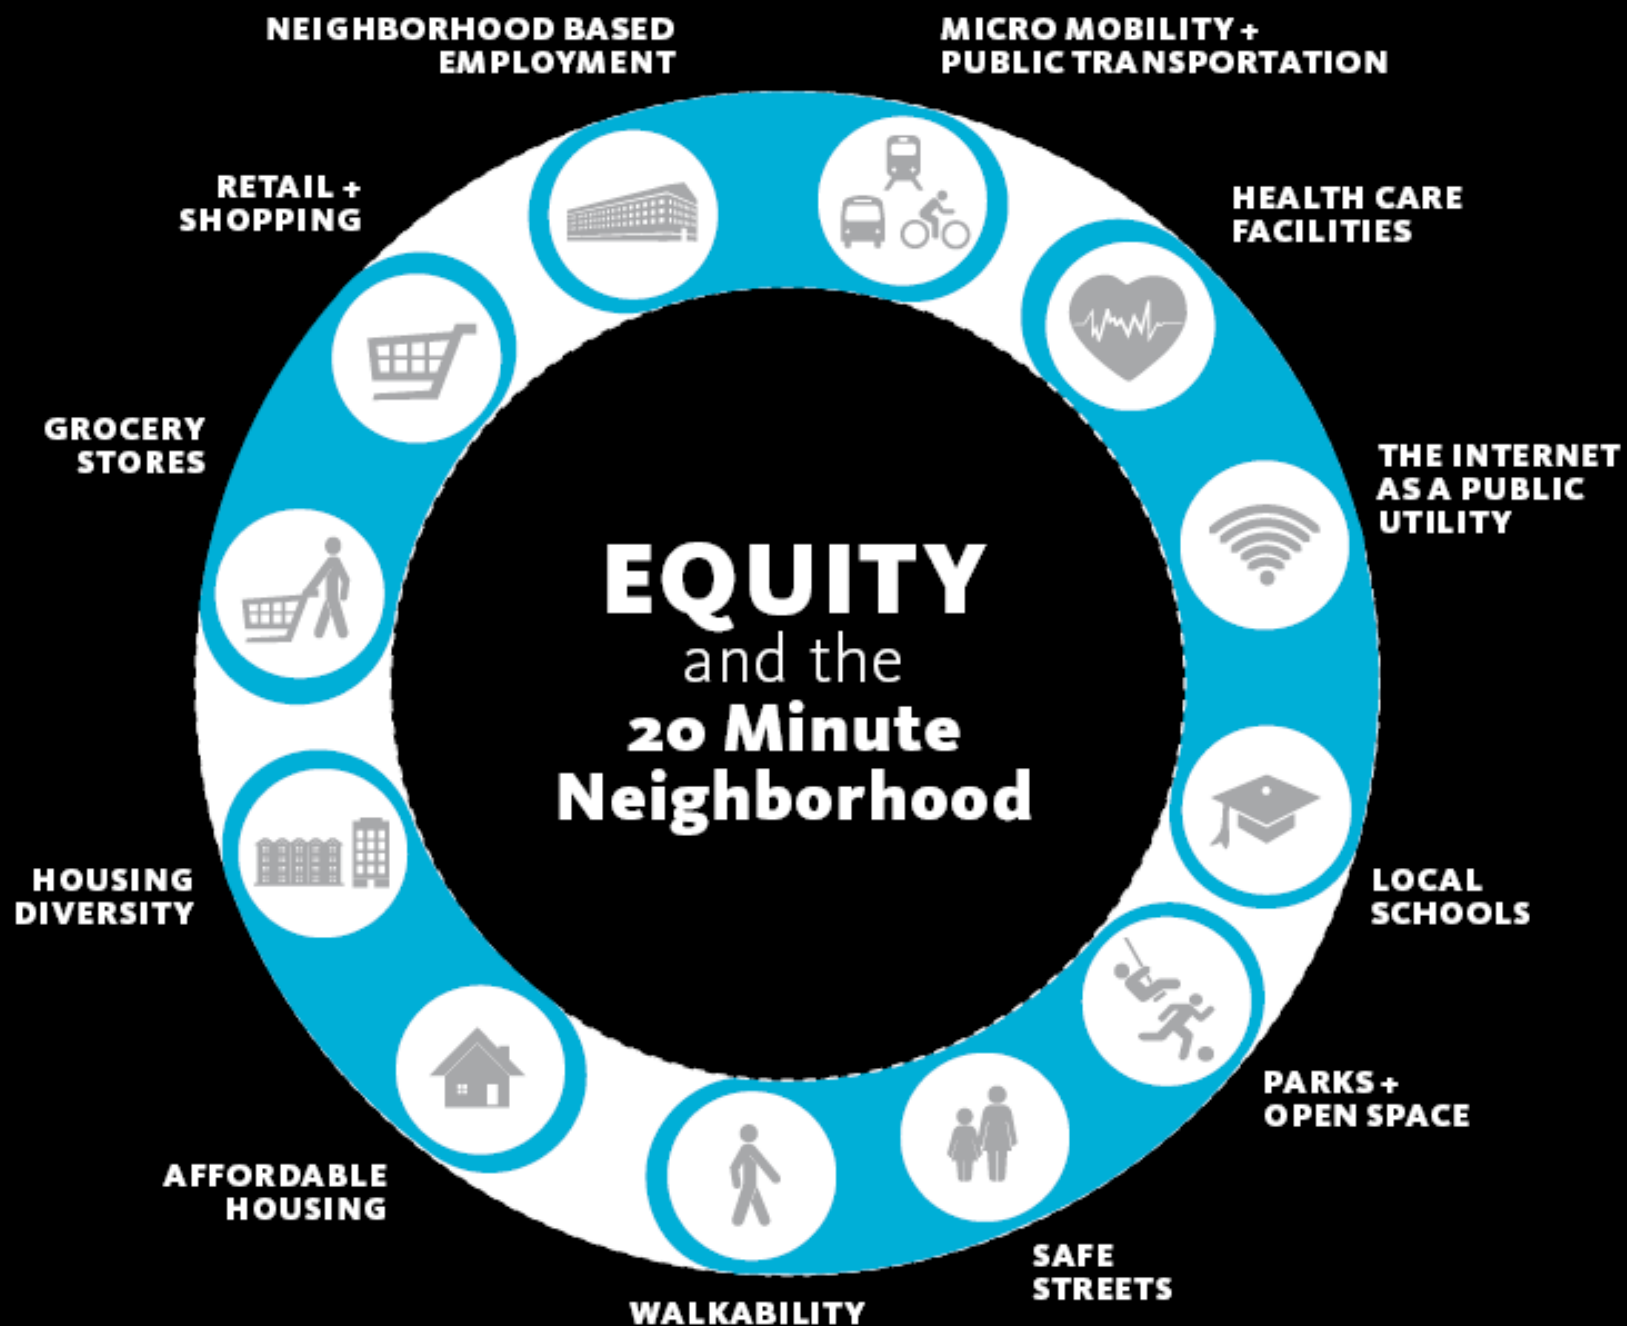 NEIGHBORHOOD BASED
EMPLOYMENT
MICRO MOBILITY +
PUBLIC TRANSPORTATION
RETAIL +
SHOPPING
HEALTH CARE
FACILITIES
GROCERY
STORES
THE INTERNET
AS A PUBLIC
UTILITY
EQUITY
and the
20 Minute
Neighborhood
HOUSING
DIVERSITY
LOCAL
SCHOOLS
PARKS +
OPEN SPACE
AFFORDABLE
HOUSING
SAFE
STREETS
WALKABILITY